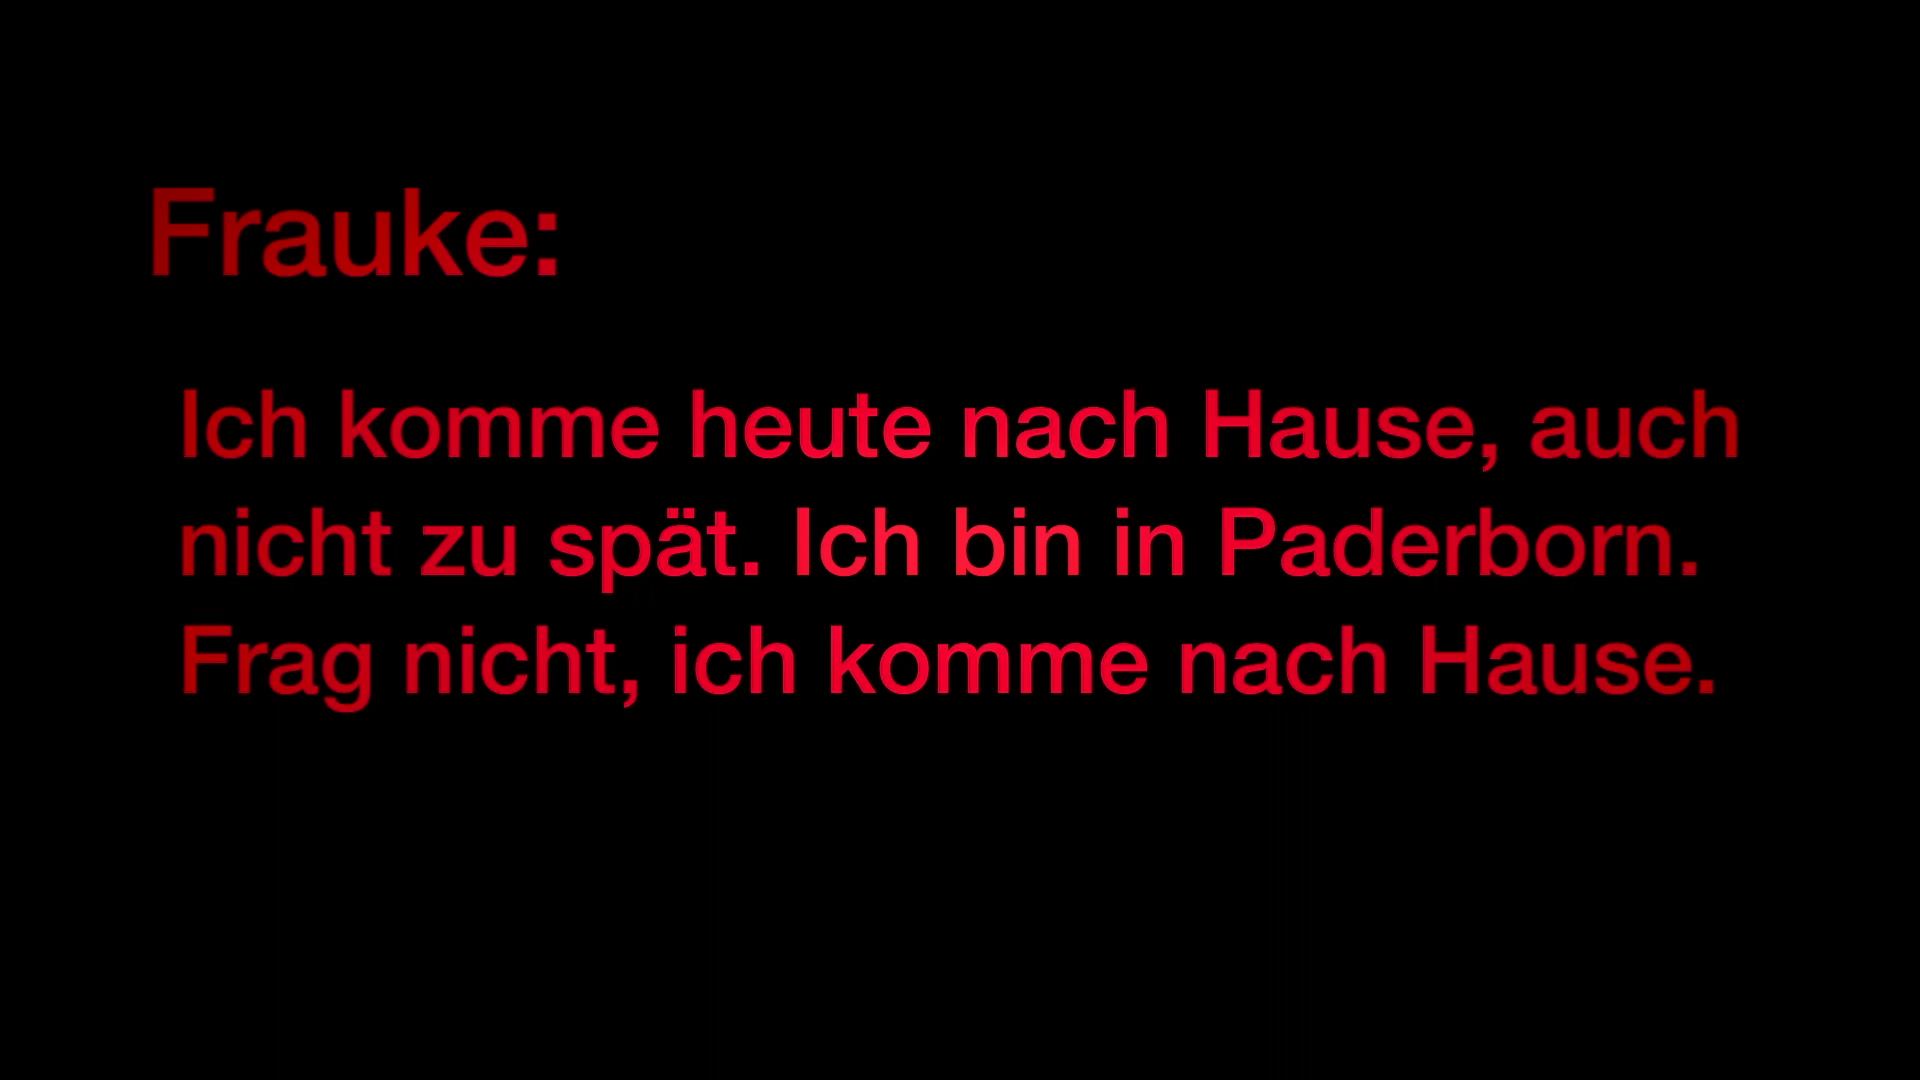 Frauke:
Ich komme heute nach Hause, auch
nicht zu spät. Ich bin in Paderborn.
Frag nicht, ich komme nach Hause.